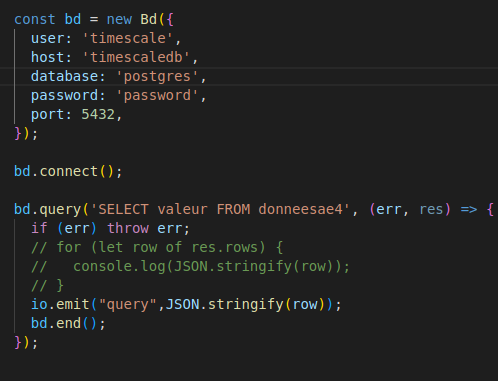 const bd = new Bd({
  user: 'timescale',
  host: 'timescaledb',
  database: 'postgres',
  password: 'password',
  port: 5432,
});

bd.connect();

bd.query('SELECT valeur FROM donneesae4', (err, res) => {
  if (err) throw err;
  // for (let row of res.rows) {
  //   console.log(JSON.stringify(row));
  // }
  io.emit("query",JSON.stringify(row));
  bd.end();
});